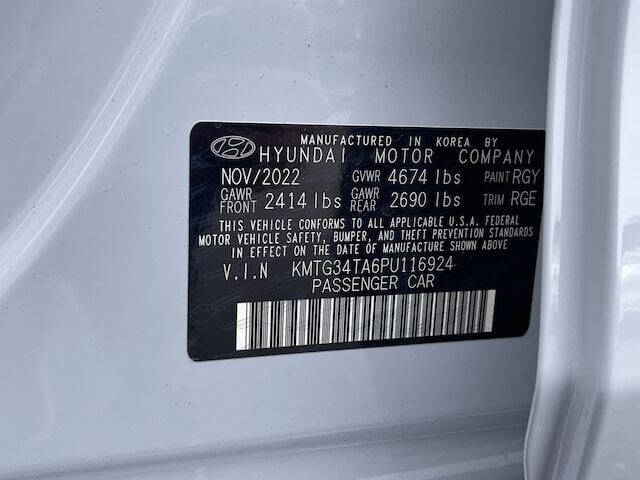 MANUFACTURED IN KOREA BY
HYUNDAI MOTOR COMPANY
NOV/2022 GVWR 4674 lbs PAINT RGY
GAWR FRONT 2414 lbs GAWR REAR 2690 lbs TRIM RGE
THIS VEHICLE CONFORMS TO ALL APPLICABLE U.S.A. FEDERAL
MOTOR VEHICLE SAFETY, BUMPER, AND THEFT PREVENTION STANDARDS
IN EFFECT ON THE DATE OF MANUFACTURE SHOWN ABOVE
V.I.N KMTG34TA6PU116924
PASSENGER CAR